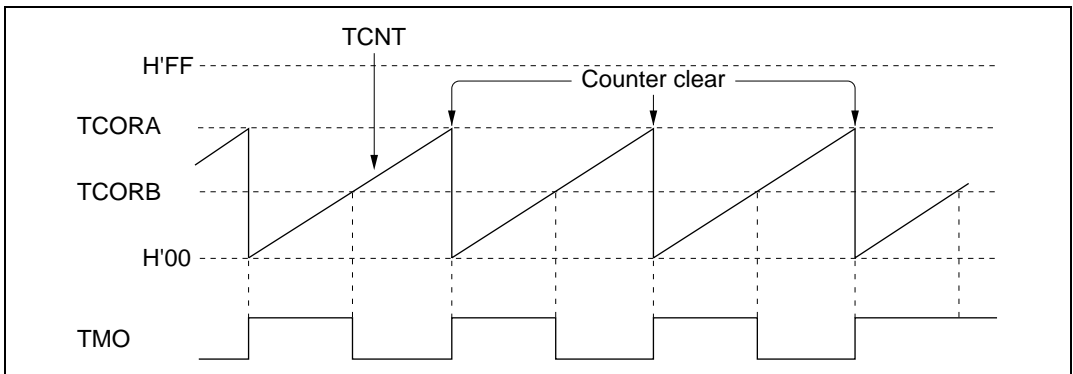 TCNT
H'FF
Counter clear
TCORA
TCORB
H'00
TMO